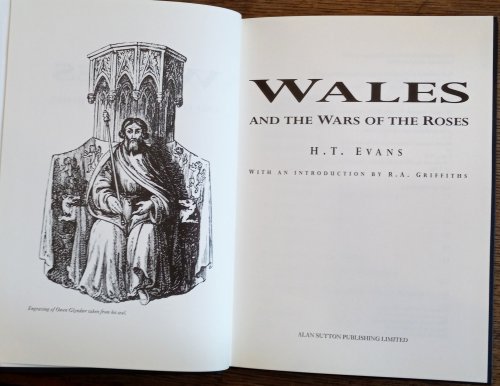 Engraving of Owen Glyndwr taken from his seal.
WALES
AND THE WARS OF THE ROSES
H. T. EVANS
WITH AN INTRODUCTION BY R.A. GRIFFITHS
ALAN SUTTON PUBLISHING LIMITED